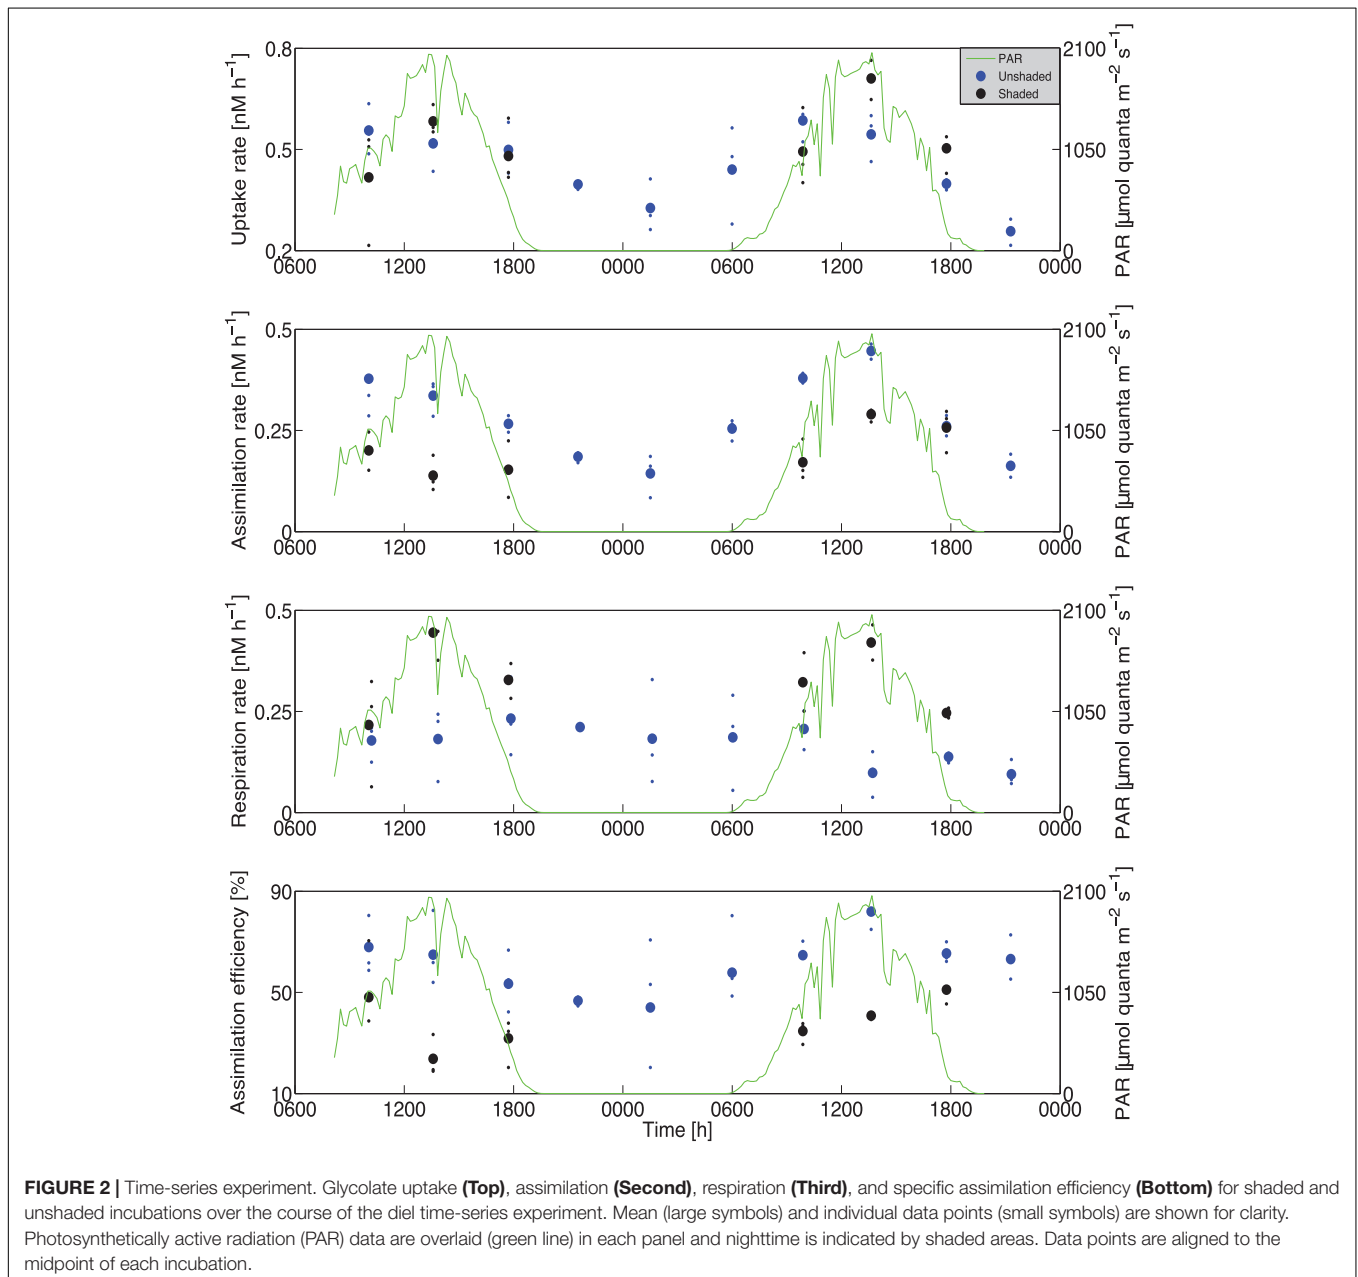 Uptake rate [nM h−1]
0.8
0.5
0.2
2100
1050
0
PAR [µmol quanta m−2 s−1]
PAR
Unshaded
Shaded
0600 1200 1800 0000 0600 1200 1800 0000
Assimilation rate [nM h−1]
0.5
0.25
0
2100
1050
0
PAR [µmol quanta m−2 s−1]
0600 1200 1800 0000 0600 1200 1800 0000
Respiration rate [nM h−1]
0.5
0.25
0
2100
1050
0
PAR [µmol quanta m−2 s−1]
0600 1200 1800 0000 0600 1200 1800 0000
Assimilation efficiency [%]
90
50
10
2100
1050
0
PAR [µmol quanta m−2 s−1]
0600 1200 1800 0000 0600 1200 1800 0000
Time [h]
FIGURE 2 | Time-series experiment. Glycolate uptake (Top), assimilation (Second), respiration (Third), and specific assimilation efficiency (Bottom) for shaded and
unshaded incubations over the course of the diel time-series experiment. Mean (large symbols) and individual data points (small symbols) are shown for clarity.
Photosynthetically active radiation (PAR) data are overlaid (green line) in each panel and nighttime is indicated by shaded areas. Data points are aligned to the
midpoint of each incubation.